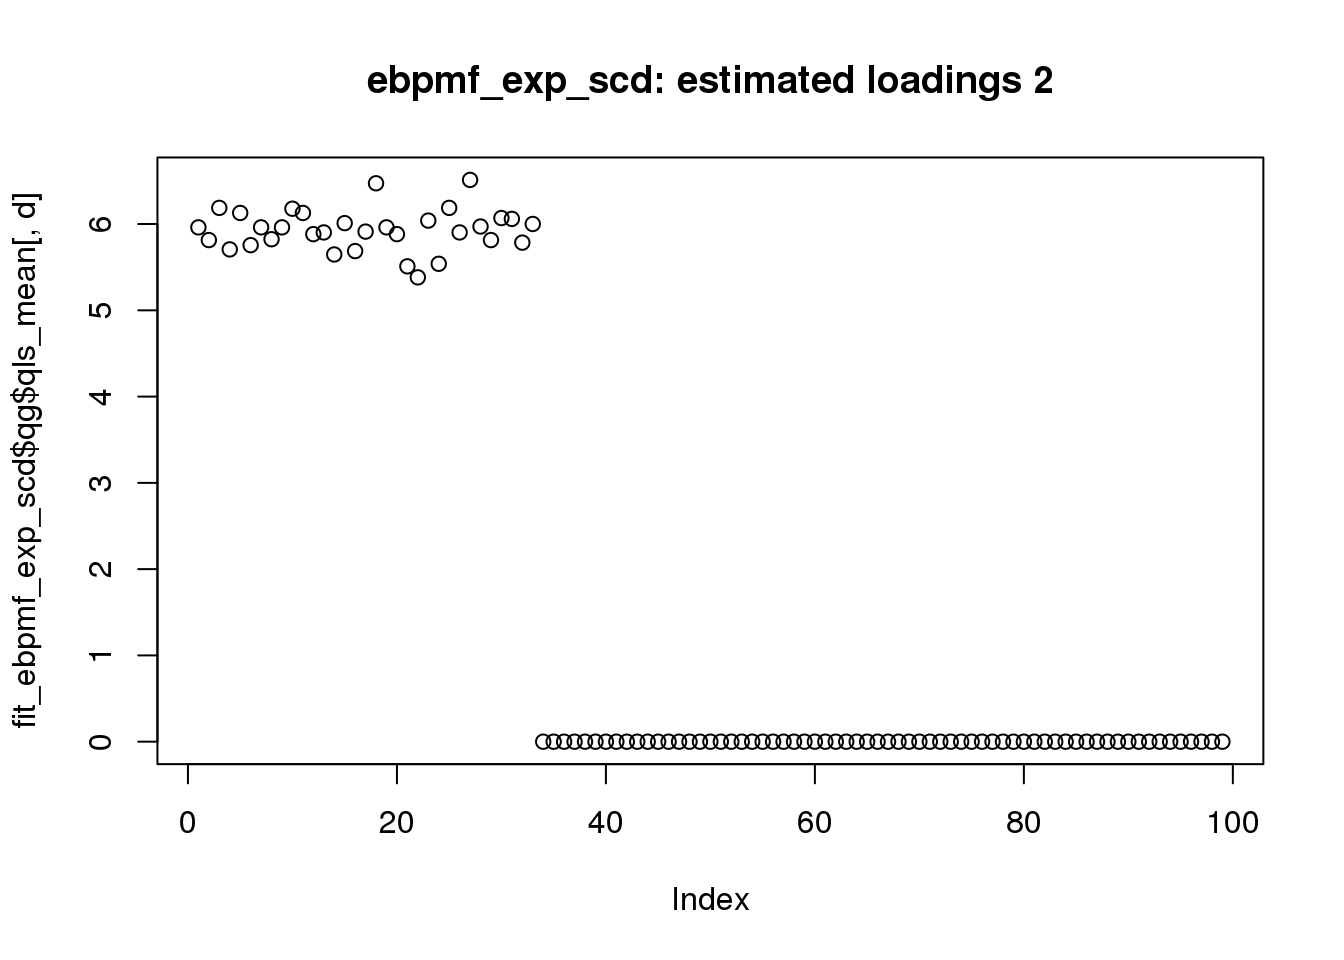 ebpmf_exp_scd: estimated loadings 2
fit_ebpmf_exp_scd$qg$qls_mean[, d]
6
5
4
3
2
1
0
0 20 40 60 80 100
Index